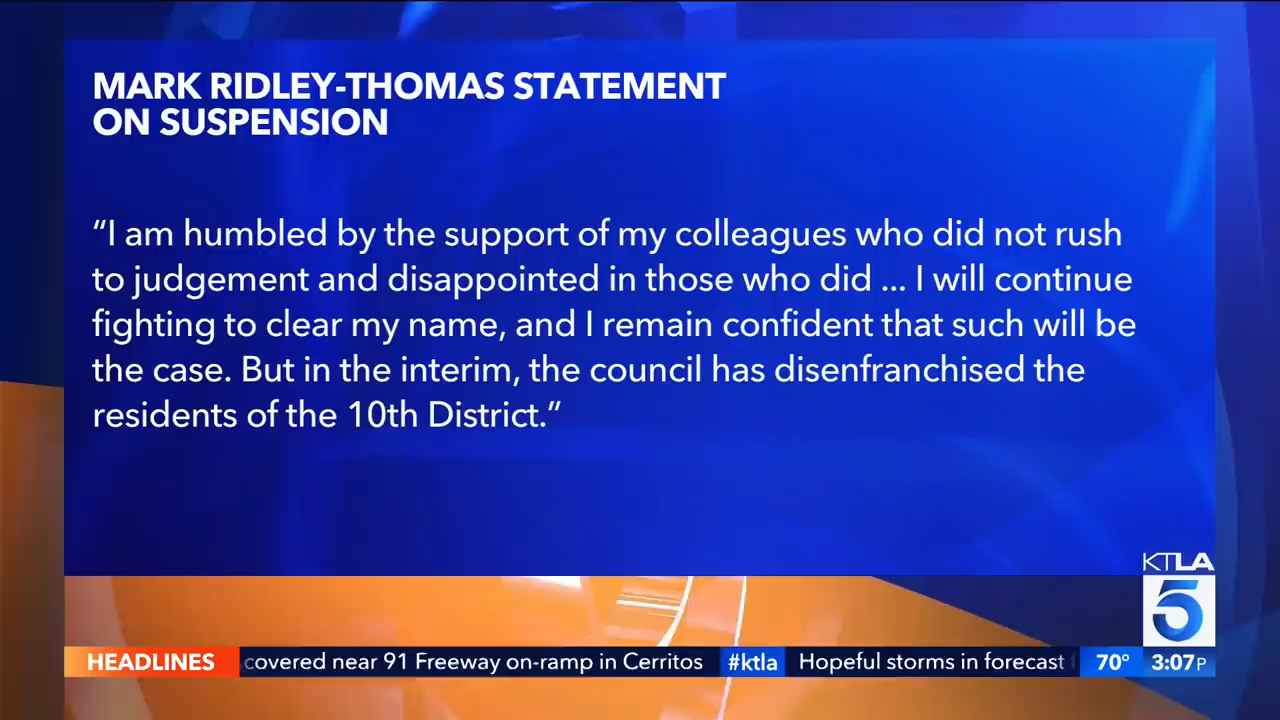 MARK RIDLEY-THOMAS STATEMENT
ON SUSPENSION
“I am humbled by the support of my colleagues who did not rush
to judgement and disappointed in those who did ... I will continue
fighting to clear my name, and I remain confident that such will be
the case. But in the interim, the council has disenfranchised the
residents of the 10th District.”
KTLA
5
HEADLINES covered near 91 Freeway on-ramp in Cerritos #ktla Hopeful storms in forecast 70° 3:07P